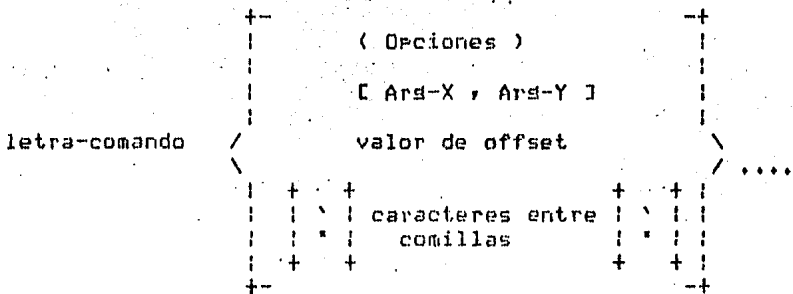 ( Opciones )
[ Arg-X , Arg-Y ]
letra-comando valor de offset ....
caracteres entre
comillas